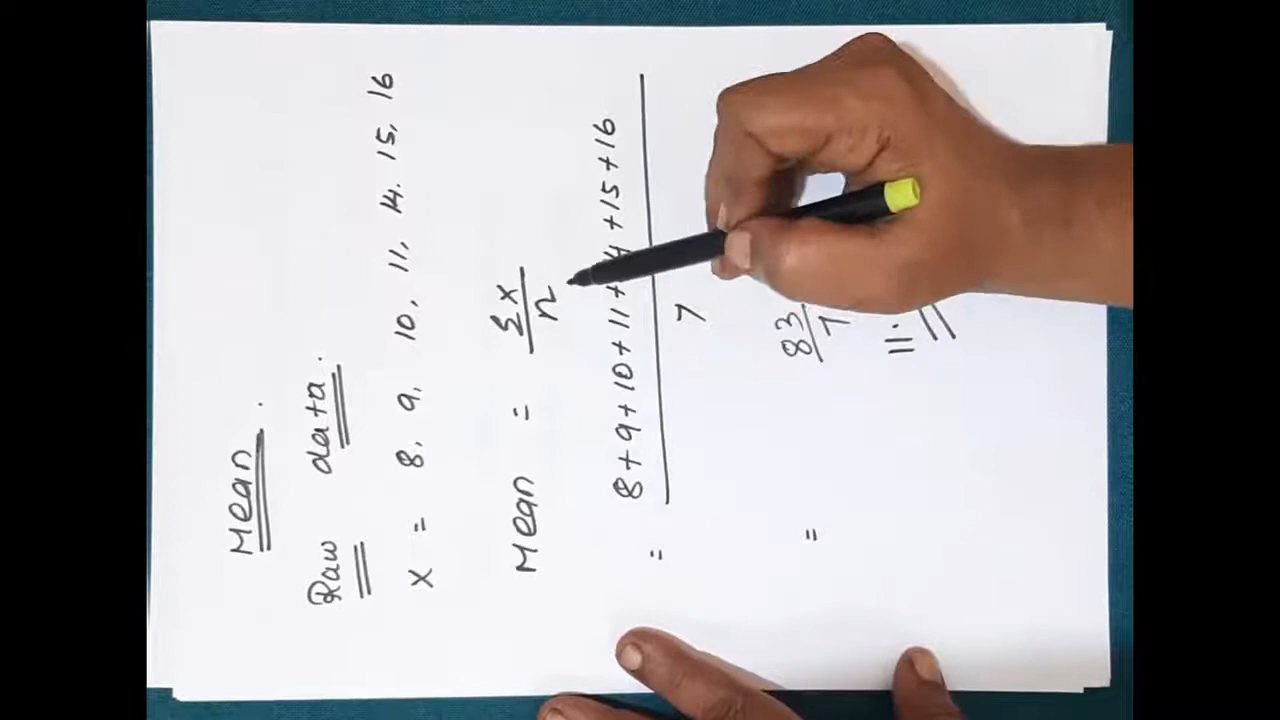 Mean.
Raw data.
X = 8, 9, 10, 11, 14. 15, 16
Mean = Σx/n
= 8+9+10+11+ +15+16
7
= 83/7
11.